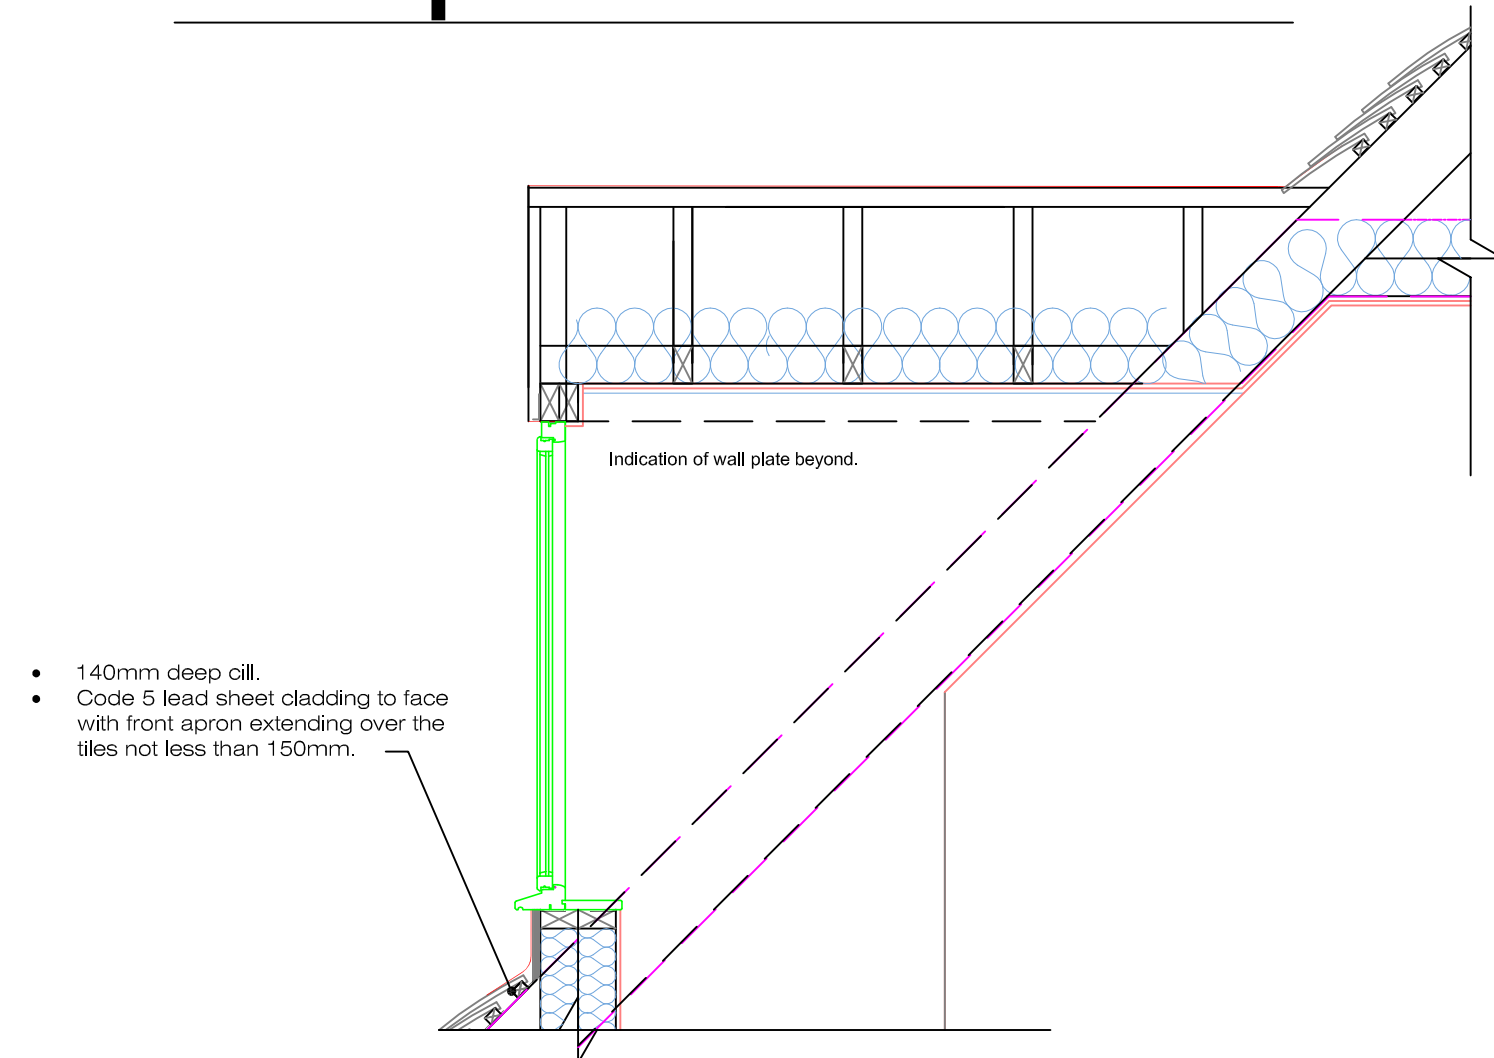 Indication of wall plate beyond.
• 140mm deep cill.
• Code 5 lead sheet cladding to face
with front apron extending over the
tiles not less than 150mm.